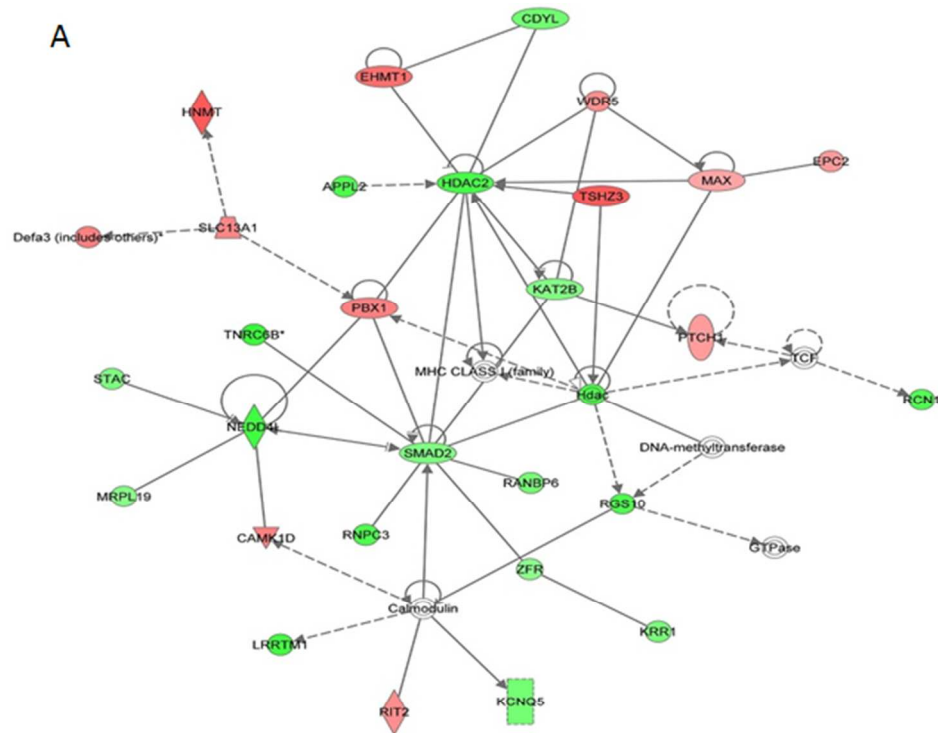 A
CDYL
EHMT1
WDR5
HNMT
EPC2
APPL2
HDAC2
MAX
TSHZ3
SLC13A1
Defa3 (includes others)*
KAT2B
PBX1
TNRC6B*
PTCH1
TCF
MHC CLASS I (family)
STAC
Hdac
RCN1
NEDD4L
SMAD2
DNA-methyltransferase
RANBP6
MRPL19
RGS10
CAMK1D
RNPC3
GTPase
ZFR
Calmodulin
KRR1
LRRTM1
KCNQ5
RIT2